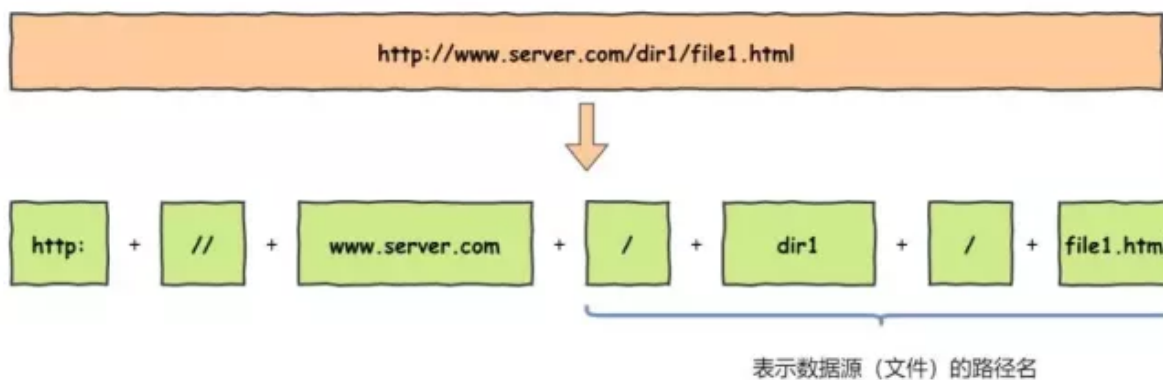 http://www.server.com/dir1/file1.html
http: + // + www.server.com + / + dir1 + / + file1.htm
表示数据源（文件）的路径名